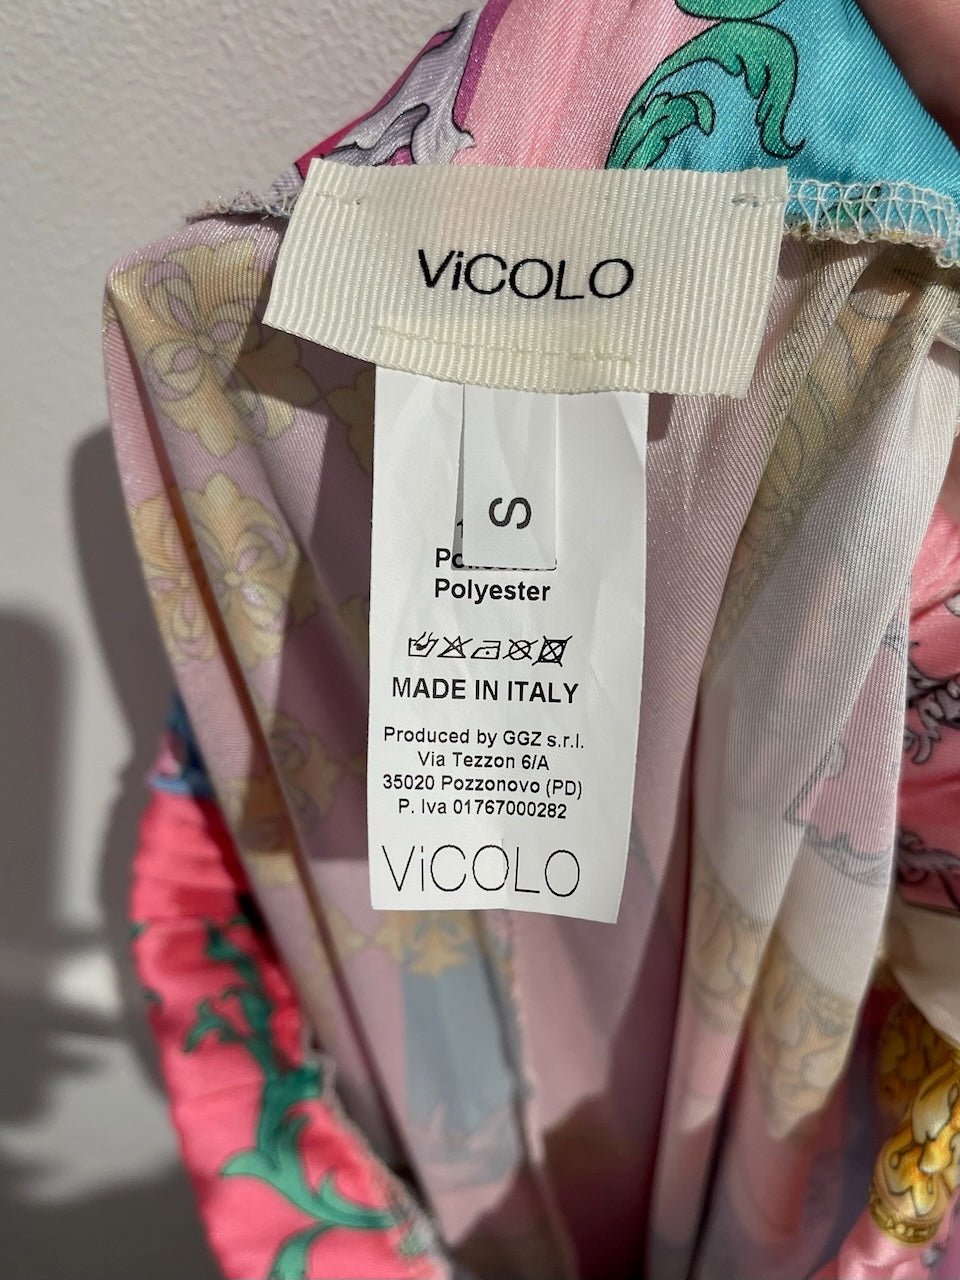 ViCOLO
S
Polyester
MADE IN ITALY
Produced by GGZ s.r.l.
Via Tezzon 6/A
35020 Pozzonovo (PD)
P. Iva 01767000282
ViCOLO